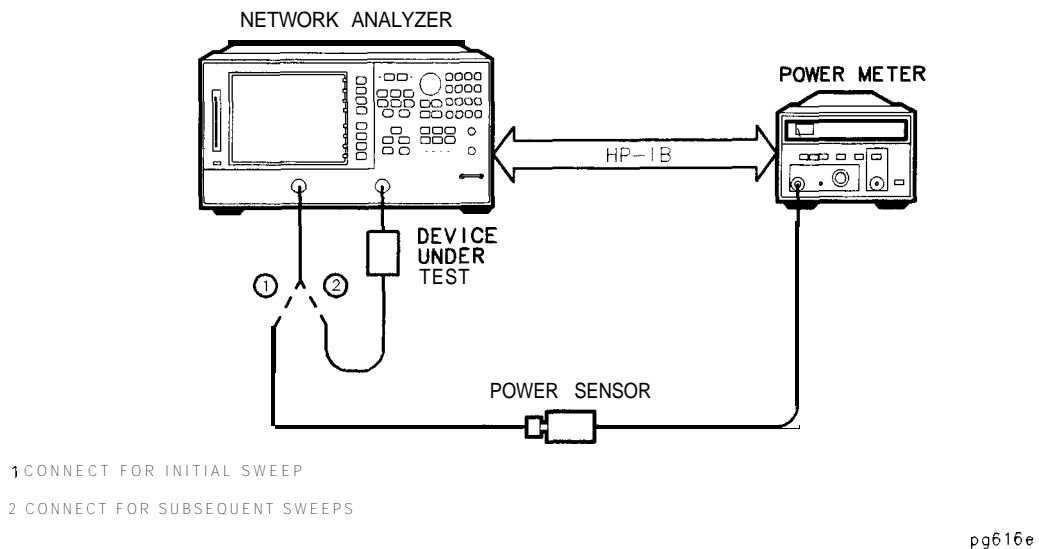 NETWORK ANALYZER
POWER METER
HP-IB
DEVICE
UNDER
TEST
1
2
POWER SENSOR
1 CONNECT FOR INITIAL SWEEP
2 CONNECT FOR SUBSEQUENT SWEEPS
pg616e